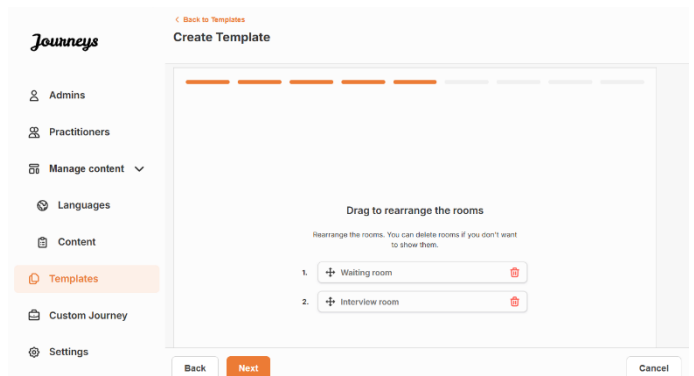 Journeys
Admins
Practitioners
Manage content
Languages
Content
Templates
Custom Journey
Settings
< Back to Templates
Create Template
Drag to rearrange the rooms
Rearrange the rooms. You can delete rooms if you don't want
to show them.
1. Waiting room
2. Interview room
Back Next Cancel